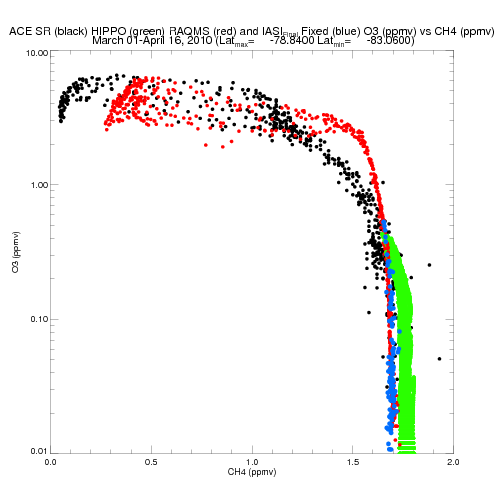 ACE SR (black) HIPPO (green) RAQMS (red) and IASI Final Fixed (blue) O3 (ppmv) vs CH4 (ppmv)
March 01-April 16, 2010 (Latmax= -78.8400 Latmin= -83.0600)
10.00
1.00
0.10
0.01
O3 (ppmv)
0.0 0.5 1.0 1.5 2.0
CH4 (ppmv)